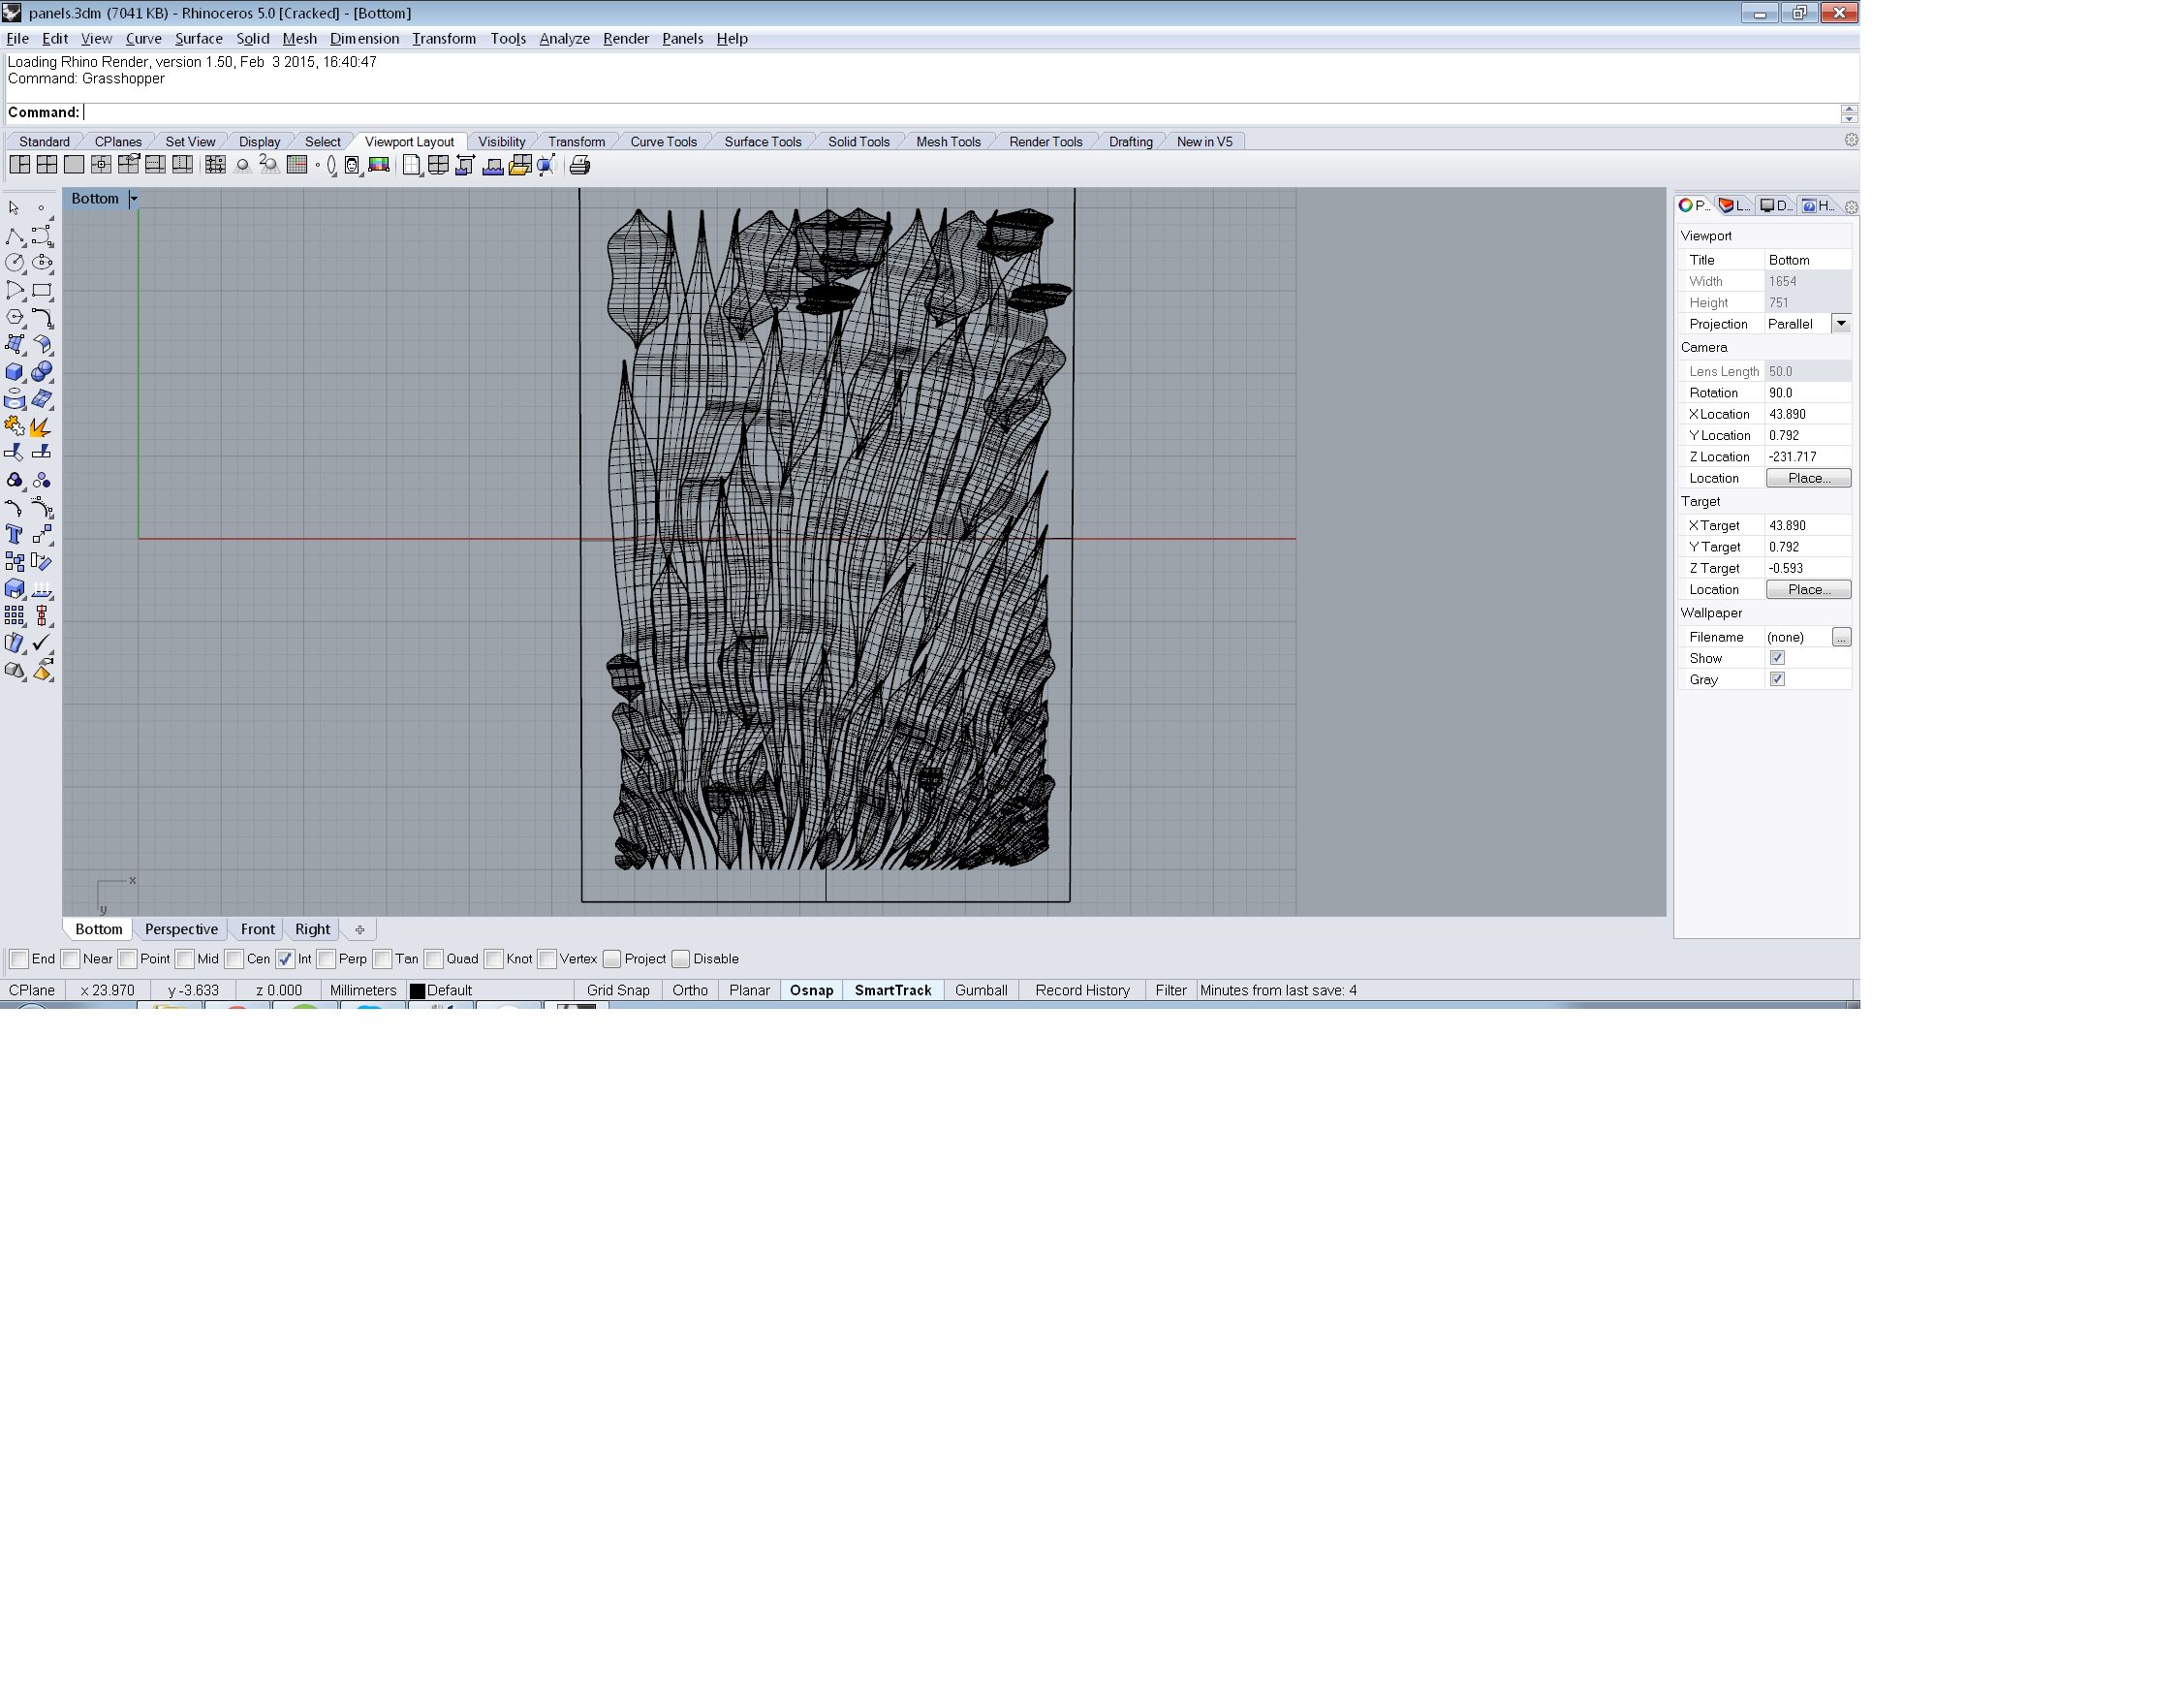 panels.3dm (7041 KB) - Rhinoceros 5.0 [Cracked] - [Bottom]
File Edit View Curve Surface Solid Mesh Dimension Transform Tools Analyze Render Panels Help
Loading Rhino Render, version 1.50, Feb 3 2015, 16:40:47
Command: Grasshopper
Command:
Standard CPlanes Set View Display Select Viewport Layout Visibility Transform Curve Tools Surface Tools Solid Tools Mesh Tools Render Tools Drafting New in V5
Bottom
P... L... D... H...
Viewport
Title Bottom
Width 1654
Height 751
Projection Parallel
Camera
Lens Length 50.0
Rotation 90.0
X Location 43.890
Y Location 0.792
Z Location -231.717
Location Place...
Target
X Target 43.890
Y Target 0.792
Z Target -0.593
Location Place...
Wallpaper
Filename (none) ...
Show
Gray
x
y
Bottom Perspective Front Right
End Near Point Mid Cen Int Perp Tan Quad Knot Vertex Project Disable
CPlane x 23.970 y -3.633 z 0.000 Millimeters Default Grid Snap Ortho Planar Osnap SmartTrack Gumball Record History Filter Minutes from last save: 4